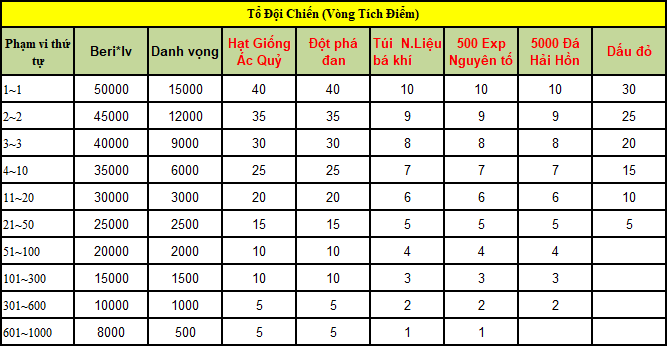 Tổ Đội Chiến (Vòng Tích Điểm)
Phạm vi thứ tự Beri*lv Danh vọng Hạt Giống Ác Quỷ Đột phá đan Túi N.Liệu bá khí 500 Exp Nguyên tố 5000 Đá Hải Hồn Dấu đỏ
1~1 50000 15000 40 40 10 10 10 30
2~2 45000 12000 35 35 9 9 9 25
3~3 40000 9000 30 30 8 8 8 20
4~10 35000 6000 25 25 7 7 7 15
11~20 30000 3000 20 20 6 6 6 10
21~50 25000 2500 15 15 5 5 5 5
51~100 20000 2000 10 10 4 4 4
101~300 15000 1500 10 10 3 3 3
301~600 10000 1000 5 5 2 2 2
601~1000 8000 500 5 5 1 1